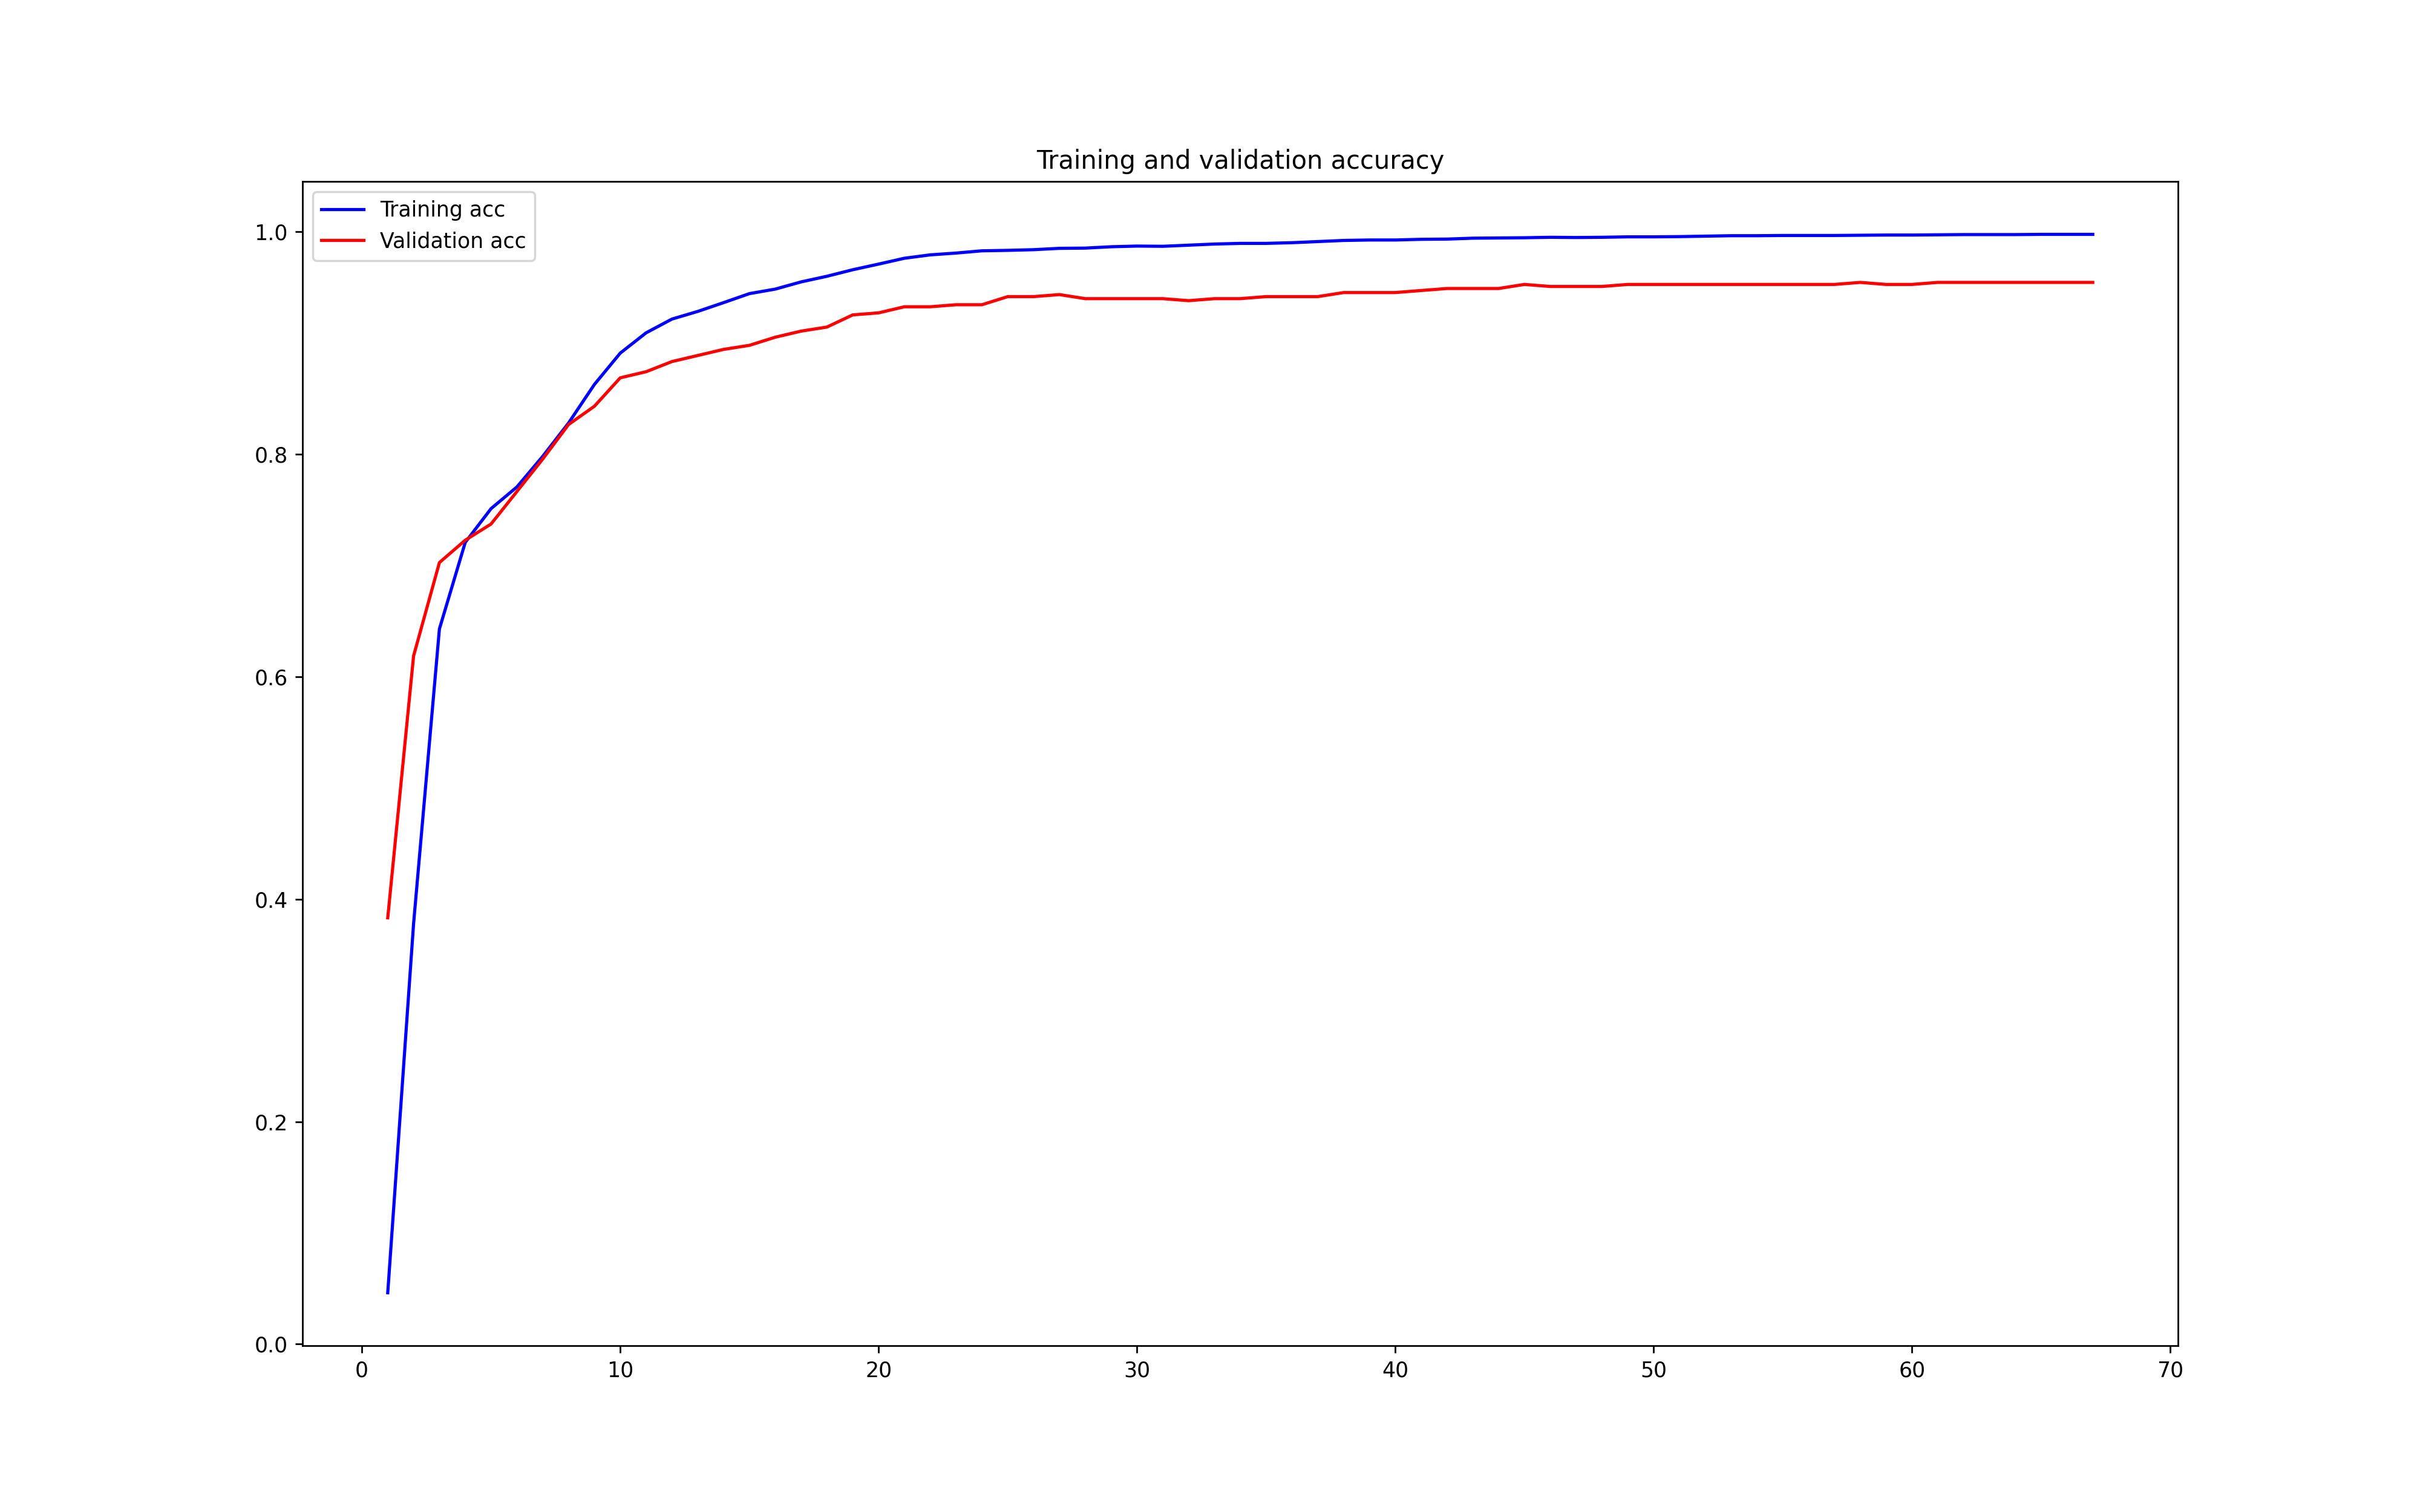 Training and validation accuracy
Training acc
Validation acc
1.0
0.8
0.6
0.4
0.2
0.0
0 10 20 30 40 50 60 70